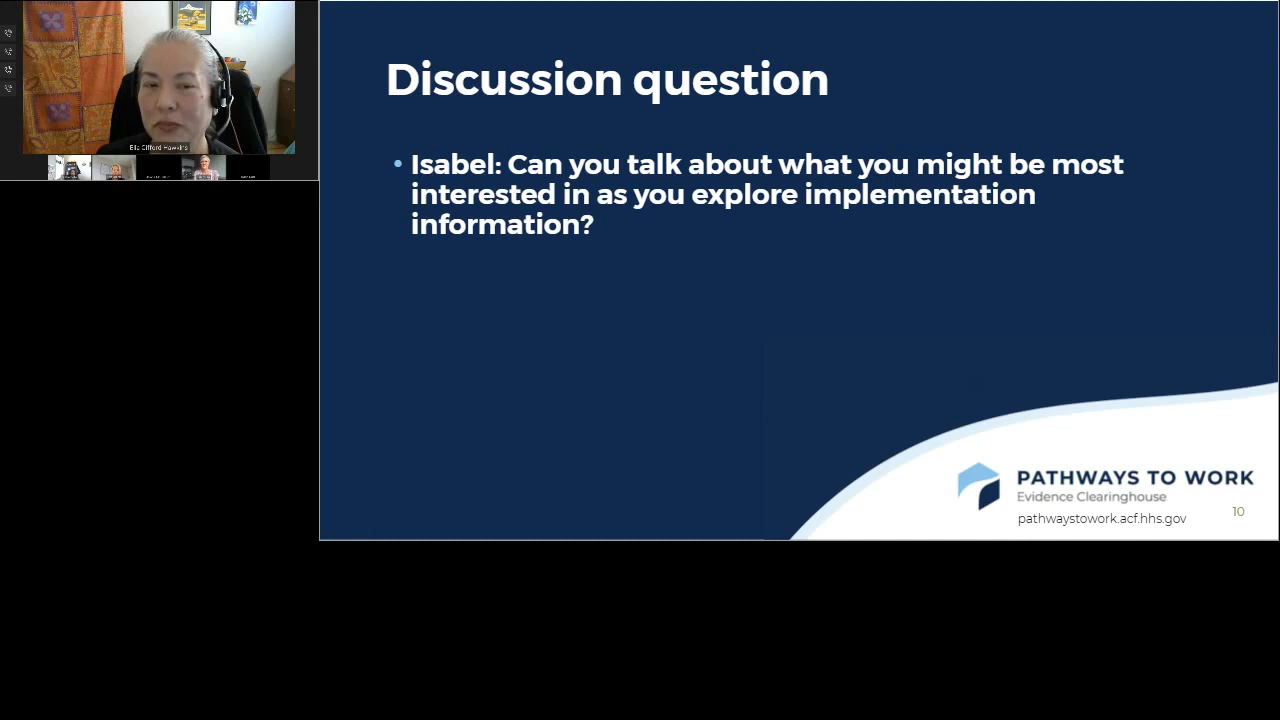 Discussion question
• Isabel: Can you talk about what you might be most
interested in as you explore implementation
information?
PATHWAYS TO WORK
Evidence Clearinghouse
pathwaystowork.acf.hhs.gov
10